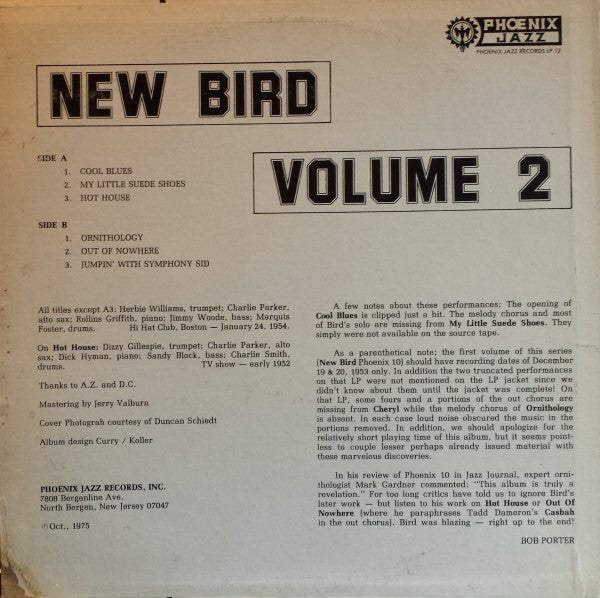 PHOENIX
JAZZ
PHOENIX JAZZ RECORDS LP 12
NEW BIRD
VOLUME 2
SIDE A
1. COOL BLUES
2. MY LITTLE SUEDE SHOES
3. HOT HOUSE
SIDE B
1. ORNITHOLOGY
2. OUT OF NOWHERE
3. JUMPIN' WITH SYMPHONY SID
All titles except A3: Herbie Williams, trumpet; Charlie Parker,
alto sax; Rollins Griffith, piano; Jimmy Woode, bass; Marquis
Foster, drums. Hi Hat Club, Boston — January 24, 1954.
On Hot House: Dizzy Gillespie, trumpet; Charlie Parker, alto
sax; Dick Hyman, piano; Sandy Block, bass; Charlie Smith,
drums. TV show — early 1952
Thanks to A.Z. and D.C.
Mastering by Jerry Valburn
Cover Photograh courtesy of Duncan Schiedt
Album design Curry / Koller
PHOENIX JAZZ RECORDS, INC.
7808 Bergenline Ave.
North Bergen, New Jersey 07047
℗Oct., 1975
A few notes about these performances: The opening of
Cool Blues is clipped just a bit. The melody chorus and most
of Bird's solo are missing from My Little Suede Shoes. They
simply were not available on the tape.
As a parenthetical note; the first volume of this series
(New Bird Phoenix 10) should have recording dates of December
19 & 20, 1953 only. In addition the two truncated performances
on that LP were not mentioned on the LP jacket since we
didn't know about them until the jacket was complete! On
that LP, some fours and a portions of the out chorus are
missing from Cheryl while the melody chorus of Ornithology
is absent. In each case loud noise obscured the music in the
portions removed. In addition, we should apologize for the
relatively short playing time of this album, but it seems point-
less to couple lesser perhaps already issued material with
these marvelous discoveries.
In his review of Phoenix 10 in Jazz Journal, expert orni-
thologist Mark Gardner commented: "This album is truly a
revelation." For too long critics have told us to ignore Bird's
later work — but listen to his work on Hot House or Out Of
Nowhere (where he paraphrases Tadd Dameron's Casbah
in the out chorus). Bird was blazing — right up to the end!
BOB PORTER